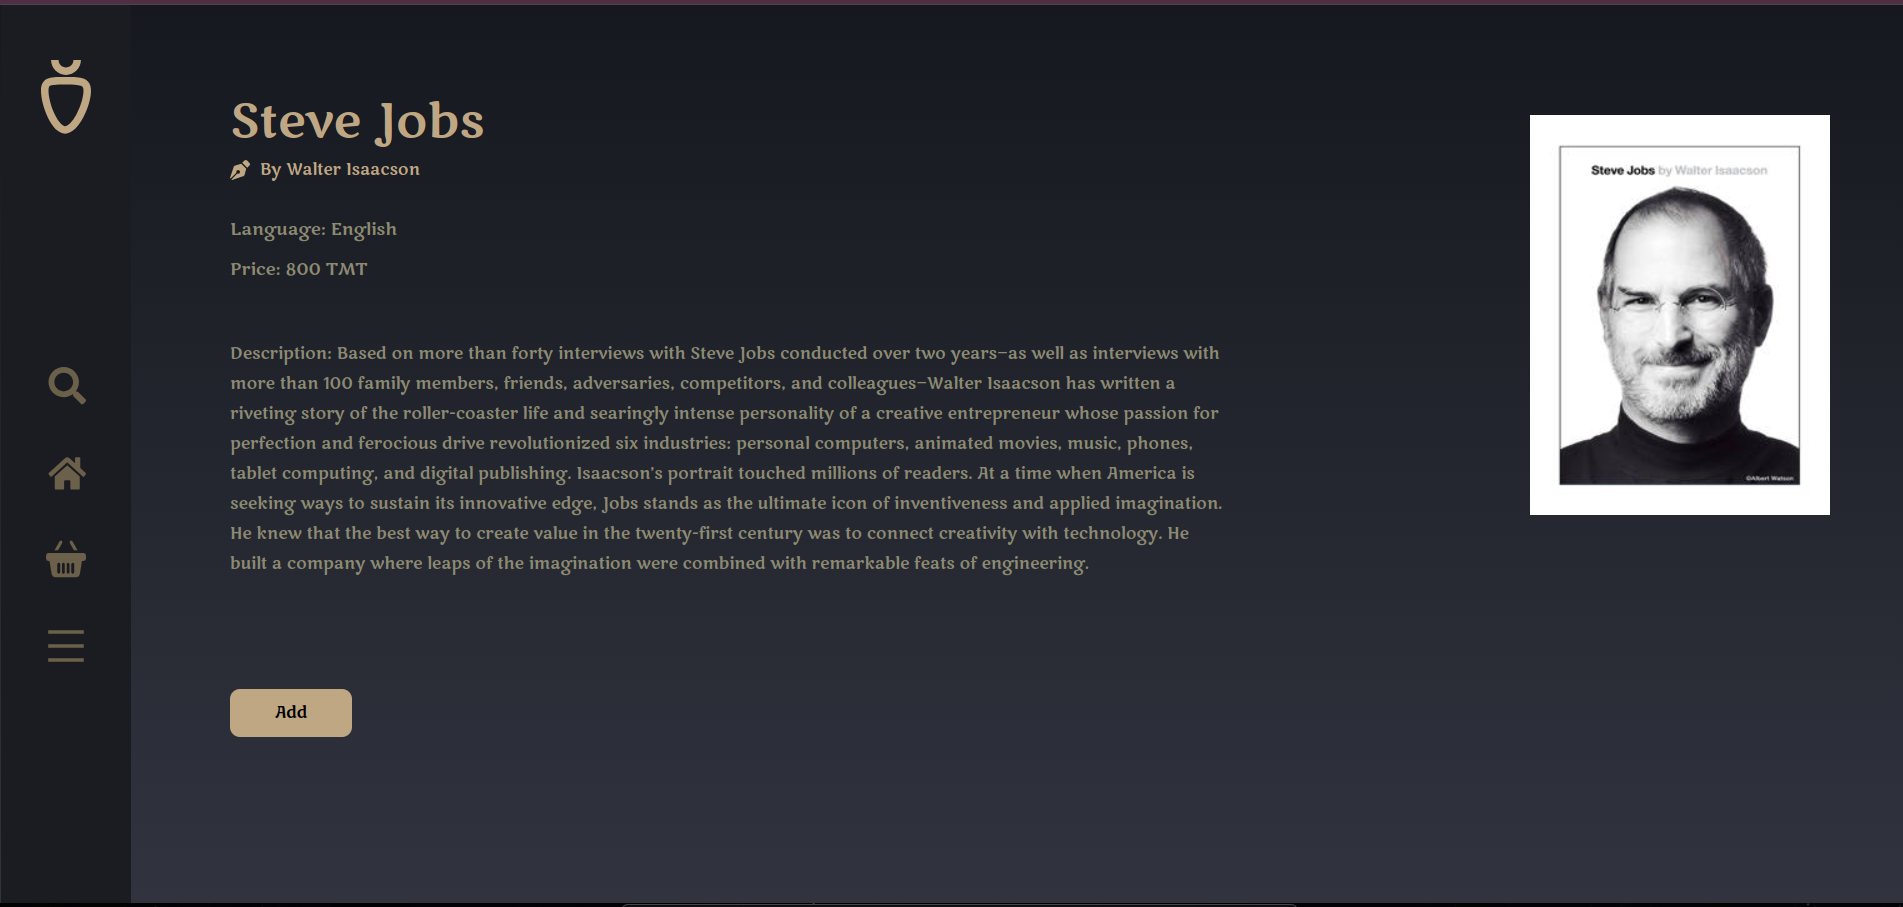 Steve Jobs
By Walter Isaacson
Language: English
Price: 800 TMT
Description: Based on more than forty interviews with Steve Jobs conducted over two years—as well as interviews with
more than 100 family members, friends, adversaries, competitors, and colleagues—Walter Isaacson has written a
riveting story of the roller-coaster life and searingly intense personality of a creative entrepreneur whose passion for
perfection and ferocious drive revolutionized six industries: personal computers, animated movies, music, phones,
tablet computing, and digital publishing. Isaacson's portrait touched millions of readers. At a time when America is
seeking ways to sustain its innovative edge, Jobs stands as the ultimate icon of inventiveness and applied imagination.
He knew that the best way to create value in the twenty-first century was to connect creativity with technology. He
built a company where leaps of the imagination were combined with remarkable feats of engineering.
Add
Steve Jobs by Walter Isaacson
©Albert Watson